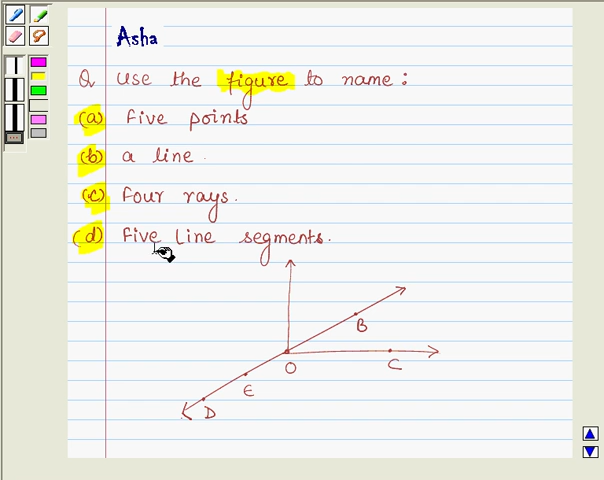 Asha
Q Use the figure to name :
(a) Five points
(b) a line.
(c) Four rays.
(d) Five Line segments.
B
O
C
E
D